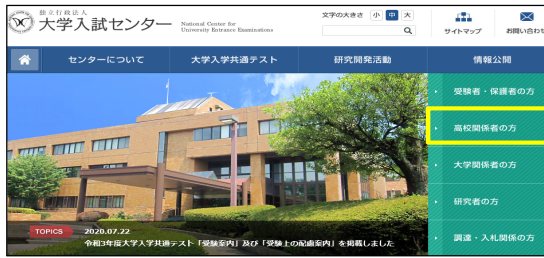 独立行政法人
大学入試センター
National Center for
University Entrance Examinations
文字の大きさ 小 中 大
サイトマップ
お問い合わせ
センターについて
大学入学共通テスト
研究開発活動
情報公開
受験者・保護者の方
高校関係者の方
大学関係者の方
研究者の方
調達・入札関係の方
TOPICS 2020.07.22
令和3年度大学入学共通テスト「受験案内」及び「受験上の配慮案内」を掲載しました